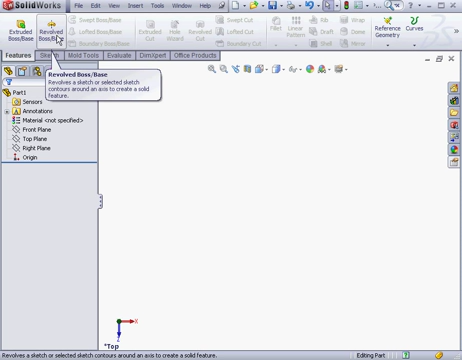 SolidWorks File Edit View Insert Tools Window Help
Extruded Boss/Base
Revolved Boss/Base
Swept Boss/Base
Lofted Boss/Base
Boundary Boss/Base
Extruded Cut
Hole Wizard
Revolved Cut
Swept Cut
Lofted Cut
Boundary Cut
Fillet
Linear Pattern
Rib
Draft
Shell
Wrap
Dome
Mirror
Reference Geometry
Curves
Features Sketch Mold Tools Evaluate DimXpert Office Products
Revolved Boss/Base
Revolves a sketch or selected sketch
contours around an axis to create a solid
feature.
Part1
Sensors
Annotations
Material <not specified>
Front Plane
Top Plane
Right Plane
Origin
X
Z
*Top
Revolves a sketch or selected sketch contours around an axis to create a solid feature.
Editing Part